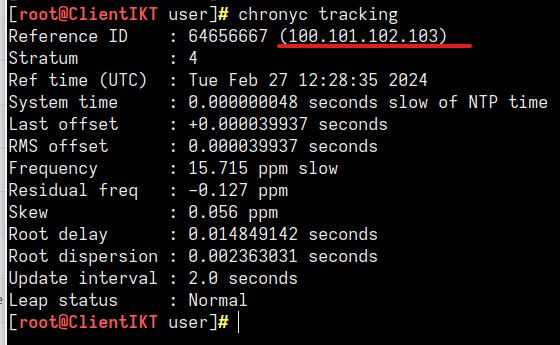 [root@ClientIKT user]# chronyc tracking
Reference ID    : 64656667 (100.101.102.103)
Stratum         : 4
Ref time (UTC)  : Tue Feb 27 12:28:35 2024
System time     : 0.000000048 seconds slow of NTP time
Last offset     : +0.000039937 seconds
RMS offset      : 0.000039937 seconds
Frequency       : 15.715 ppm slow
Residual freq   : -0.127 ppm
Skew            : 0.056 ppm
Root delay      : 0.014849142 seconds
Root dispersion : 0.002363031 seconds
Update interval : 2.0 seconds
Leap status     : Normal
[root@ClientIKT user]#